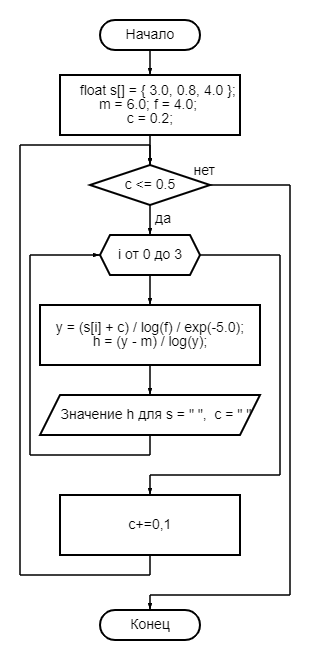 Начало
float s[] = { 3.0, 0.8, 4.0 };
m = 6.0; f = 4.0;
c = 0.2;
c <= 0.5
нет
да
i от 0 до 3
y = (s[i] + c) / log(f) / exp(-5.0);
h = (y - m) / log(y);
Значение h для s = " ", c = " "
c+=0,1
Конец